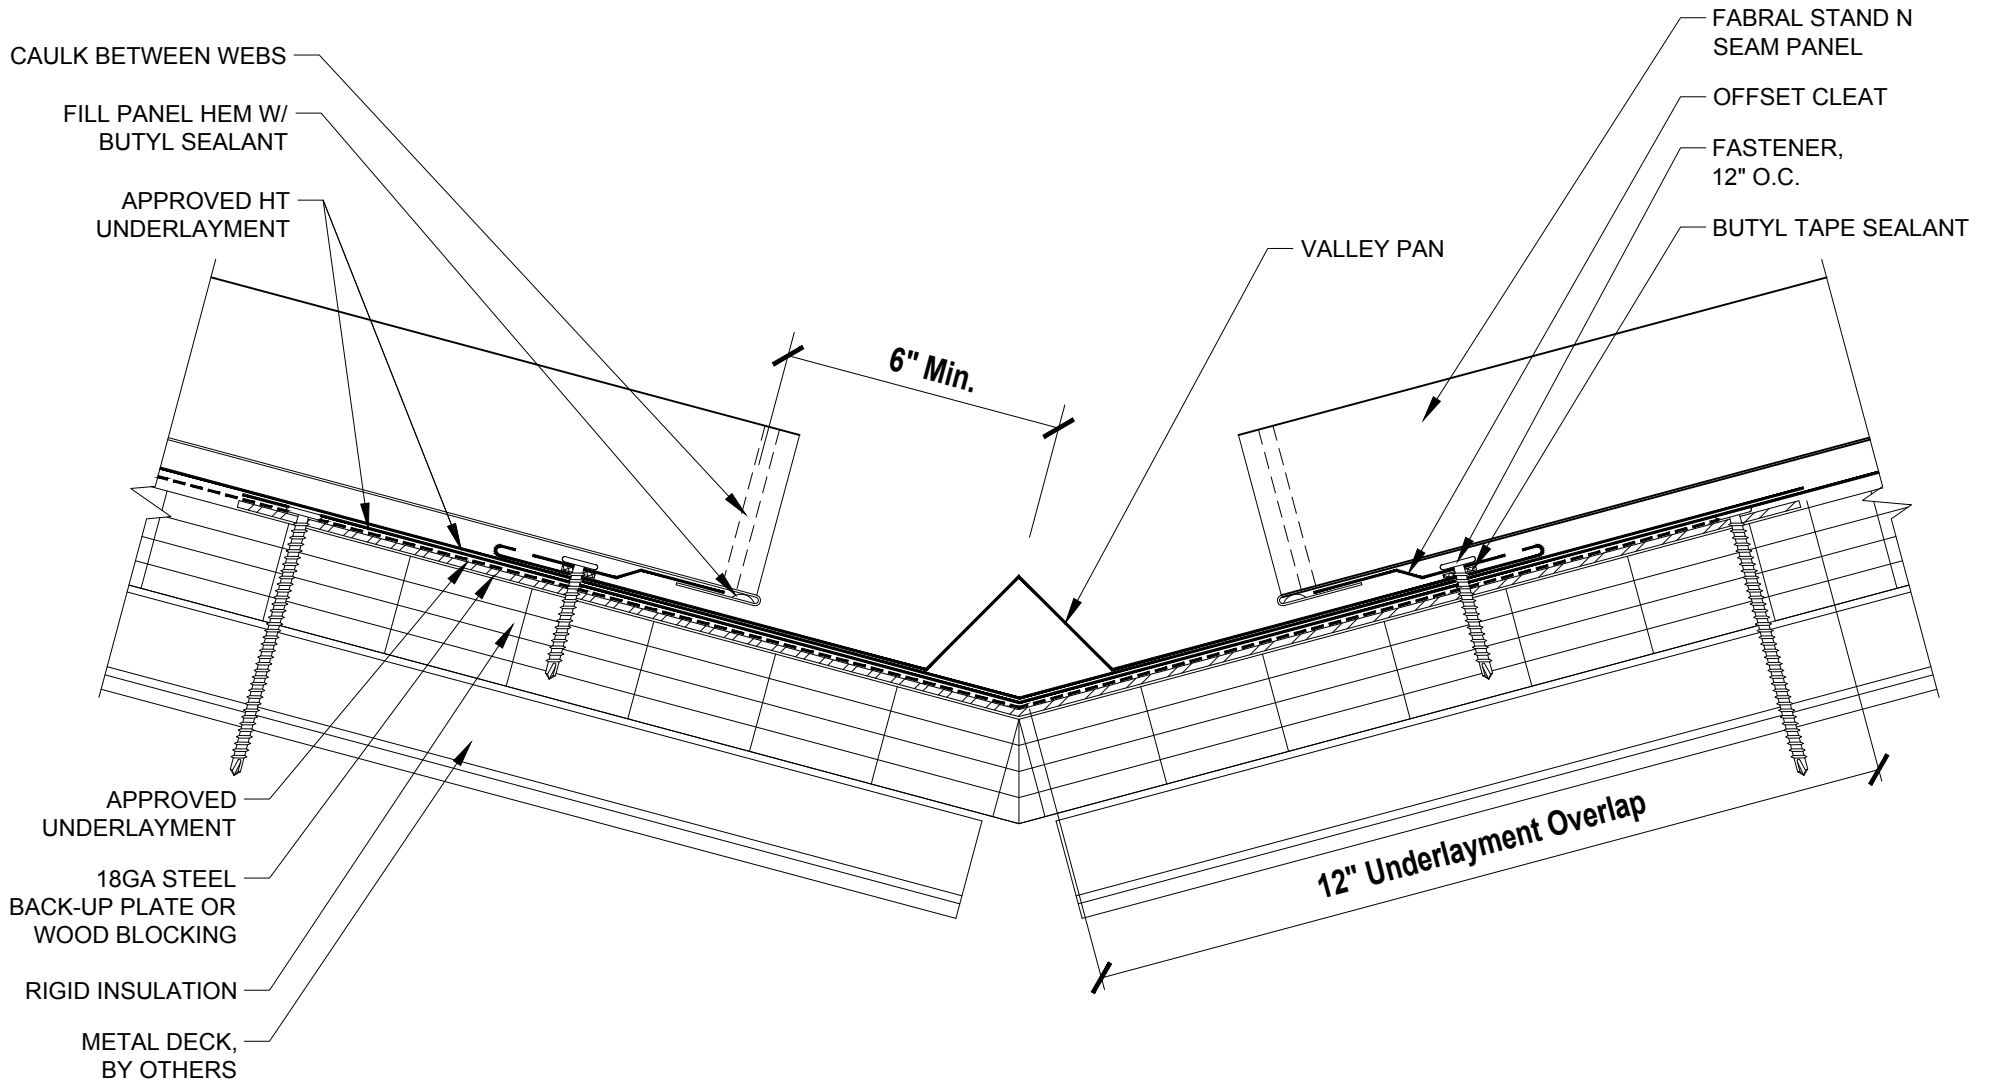 CAULK BETWEEN WEBS
FILL PANEL HEM W/
BUTYL SEALANT
APPROVED HT
UNDERLAYMENT
FABRAL STAND N
SEAM PANEL
OFFSET CLEAT
FASTENER,
12" O.C.
BUTYL TAPE SEALANT
VALLEY PAN
6" Min.
12" Underlayment Overlap
APPROVED
UNDERLAYMENT
18GA STEEL
BACK-UP PLATE OR
WOOD BLOCKING
RIGID INSULATION
METAL DECK,
BY OTHERS